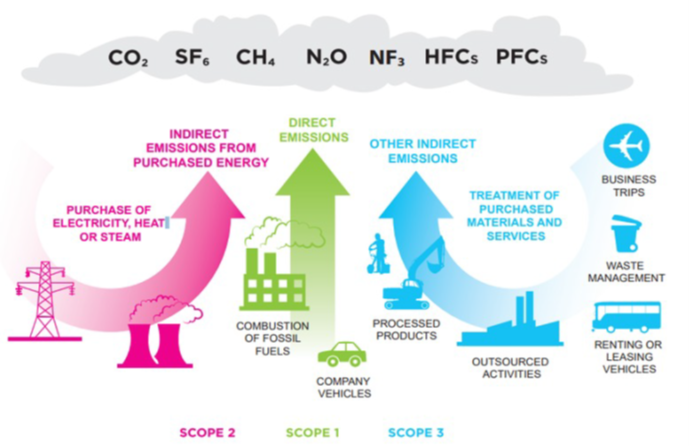 CO₂ SF₆ CH₄ N₂O NF₃ HFCs PFCs
INDIRECT
EMISSIONS FROM
PURCHASED ENERGY
DIRECT
EMISSIONS
OTHER INDIRECT
EMISSIONS
PURCHASE OF
ELECTRICITY, HEAT
OR STEAM
TREATMENT OF
PURCHASED
MATERIALS AND
SERVICES
BUSINESS
TRIPS
WASTE
MANAGEMENT
RENTING OR
LEASING
VEHICLES
COMBUSTION
OF FOSSIL
FUELS
COMPANY
VEHICLES
PROCESSED
PRODUCTS
OUTSOURCED
ACTIVITIES
SCOPE 2 SCOPE 1 SCOPE 3